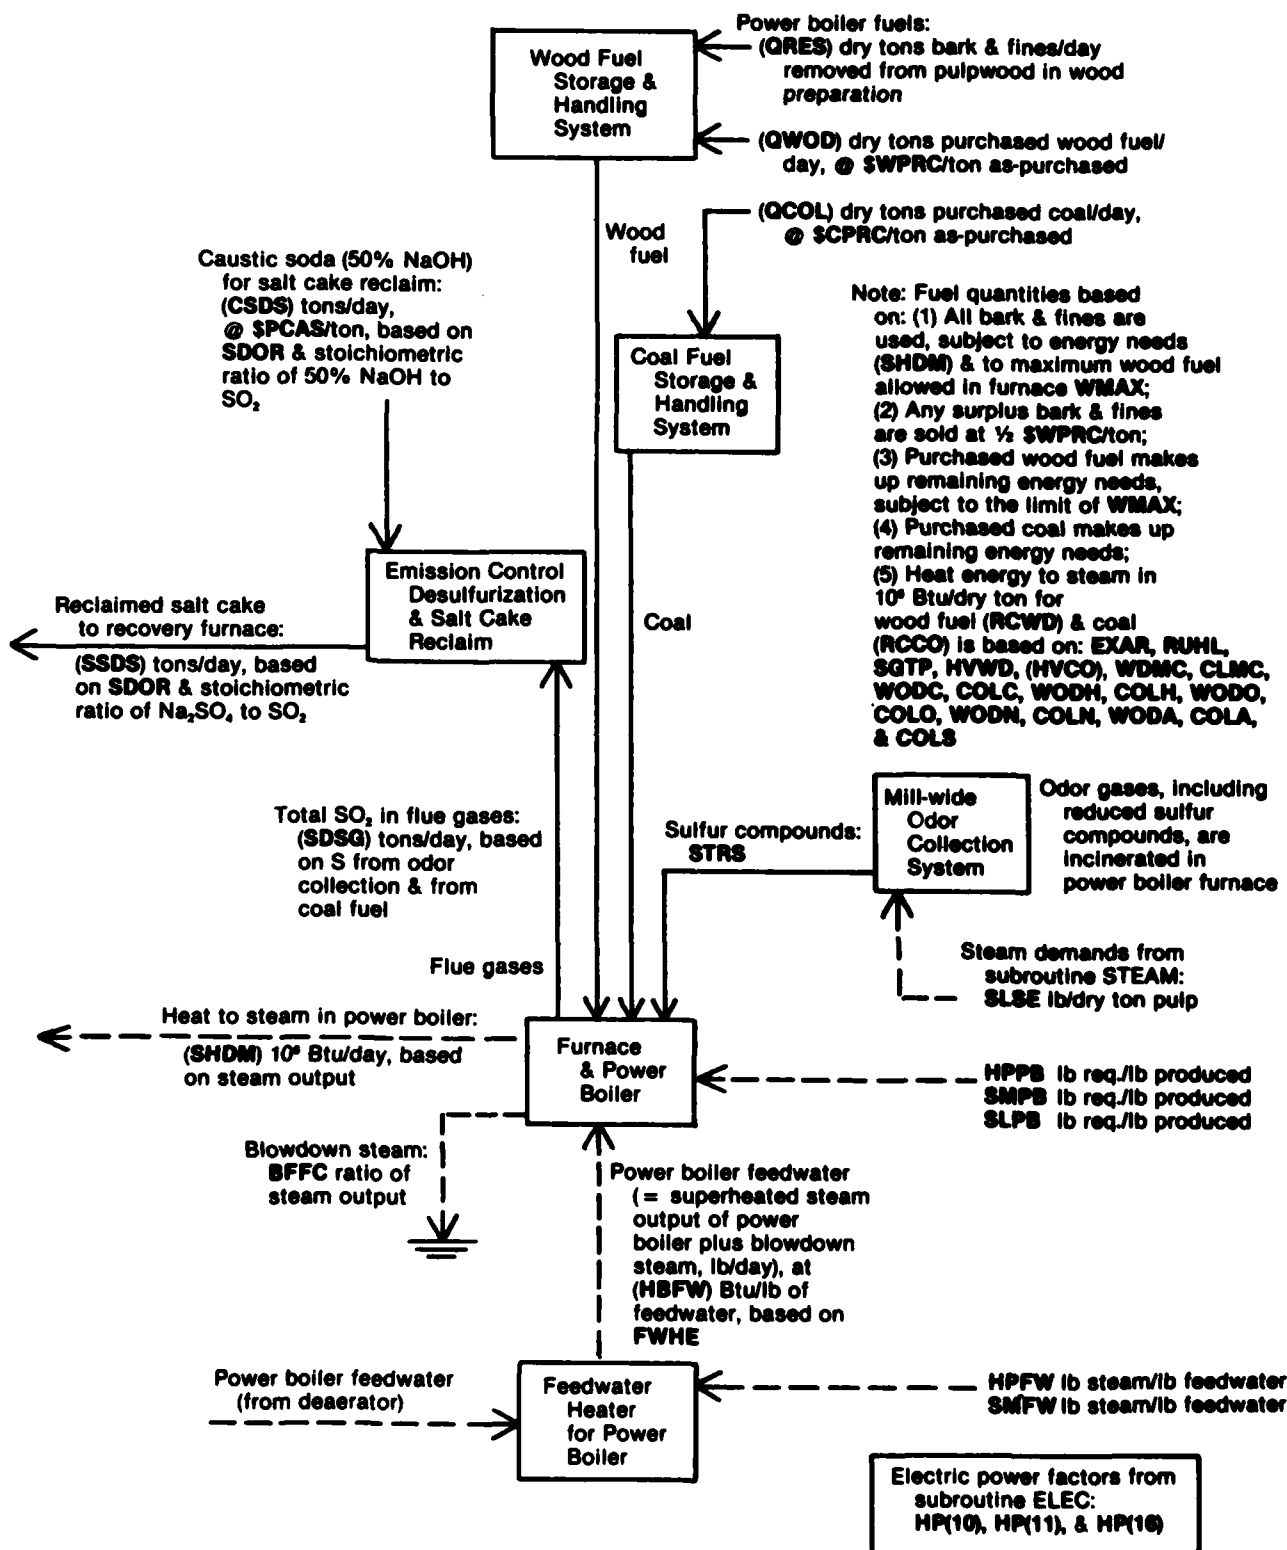 Power boiler fuels:
(QRES) dry tons bark & fines/day
removed from pulpwood in wood
preparation
Wood Fuel
Storage &
Handling
System
(QWOD) dry tons purchased wood fuel/
day, @ $WPRC/ton as-purchased
(QCOL) dry tons purchased coal/day,
@ $CPRC/ton as-purchased
Wood
fuel
Caustic soda (50% NaOH)
for salt cake reclaim:
(CSDS) tons/day,
@ $PCAS/ton, based on
SDOR & stoichiometric
ratio of 50% NaOH to
SO₂
Coal Fuel
Storage &
Handling
System
Note: Fuel quantities based
on: (1) All bark & fines are
used, subject to energy needs
(SHDM) & to maximum wood fuel
allowed in furnace WMAX;
(2) Any surplus bark & fines
are sold at ½ $WPRC/ton;
(3) Purchased wood fuel makes
up remaining energy needs,
subject to the limit of WMAX;
(4) Purchased coal makes up
remaining energy needs;
(5) Heat energy to steam in
10⁶ Btu/dry ton for
wood fuel (RCWD) & coal
(RCCO) is based on: EXAR, RUHL,
SGTP, HVWD, (HVCO), WDMC, CLMC,
WODC, COLC, WODH, COLH, WODO,
COLO, WODN, COLN, WODA, COLA,
& COLS
Emission Control
Desulfurization
& Salt Cake
Reclaim
Reclaimed salt cake
to recovery furnace:
(SSDS) tons/day, based
on SDOR & stoichiometric
ratio of Na₂SO₄ to SO₂
Coal
Total SO₂ in flue gases:
(SDSG) tons/day, based
on S from odor
collection & from
coal fuel
Sulfur compounds:
STRS
Mill-wide
Odor
Collection
System
Odor gases, including
reduced sulfur
compounds, are
incinerated in
power boiler furnace
Flue gases
Steam demands from
subroutine STEAM:
SLSE lb/dry ton pulp
Heat to steam in power boiler:
(SHDM) 10⁶ Btu/day, based
on steam output
Furnace
& Power
Boiler
HPPB lb req./lb produced
SMPB lb req./lb produced
SLPB lb req./lb produced
Blowdown steam:
BFFC ratio of
steam output
Power boiler feedwater
(= superheated steam
output of power
boiler plus blowdown
steam, lb/day), at
(HBFW) Btu/lb of
feedwater, based on
FWHE
Power boiler feedwater
(from deaerator)
Feedwater
Heater
for Power
Boiler
HPFW lb steam/lb feedwater
SMFW lb steam/lb feedwater
Electric power factors from
subroutine ELEC:
HP(10), HP(11), & HP(16)